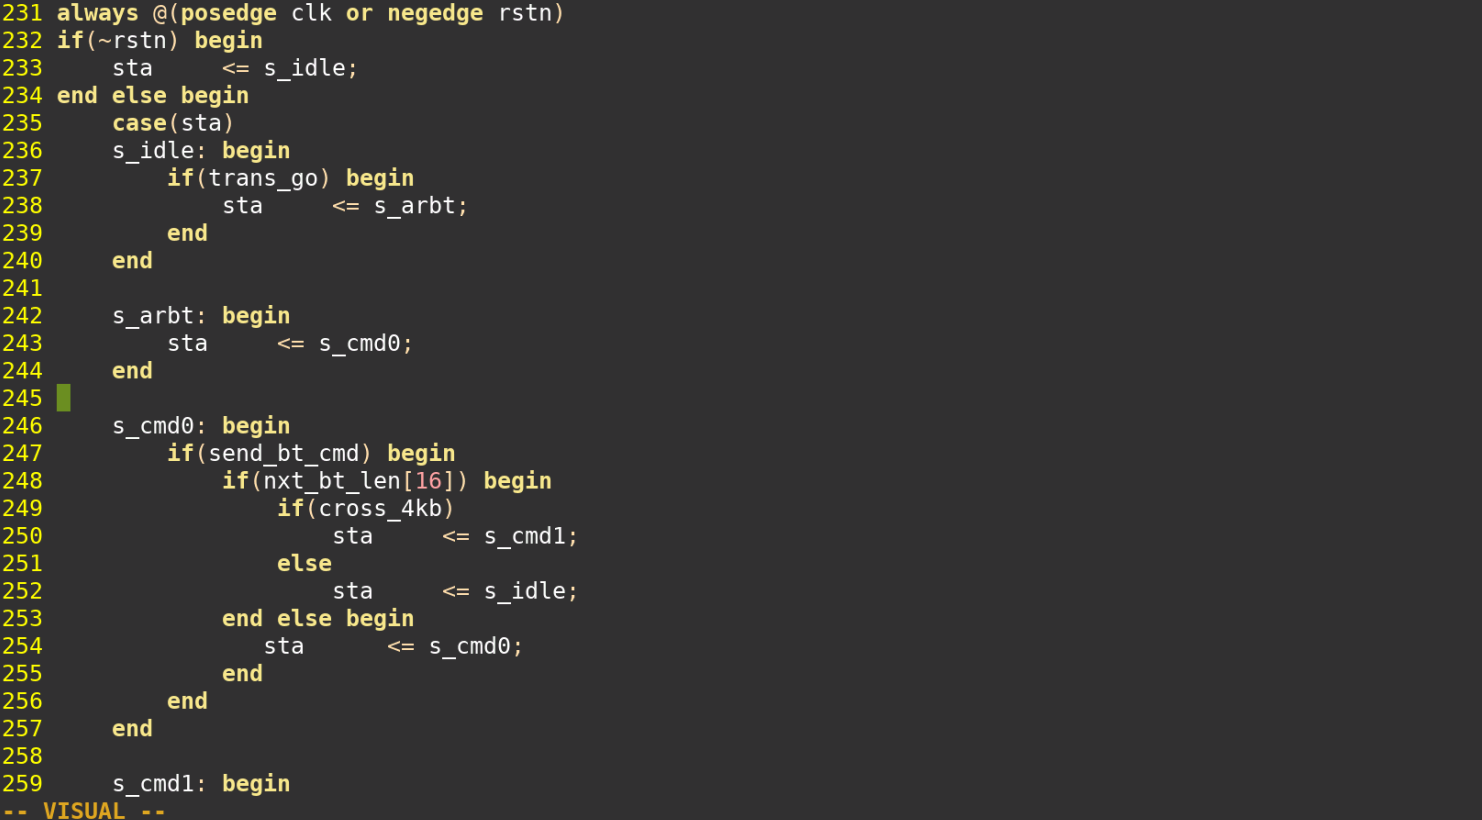 231 always @(posedge clk or negedge rstn)
232 if(~rstn) begin
233     sta     <= s_idle;
234 end else begin
235     case(sta)
236     s_idle: begin
237         if(trans_go) begin
238             sta     <= s_arbt;
239         end
240     end
241
242     s_arbt: begin
243         sta     <= s_cmd0;
244     end
245
246     s_cmd0: begin
247         if(send_bt_cmd) begin
248             if(nxt_bt_len[16]) begin
249                 if(cross_4kb)
250                     sta     <= s_cmd1;
251                 else
252                     sta     <= s_idle;
253             end else begin
254                sta      <= s_cmd0;
255             end
256         end
257     end
258
259     s_cmd1: begin
-- VISUAL --